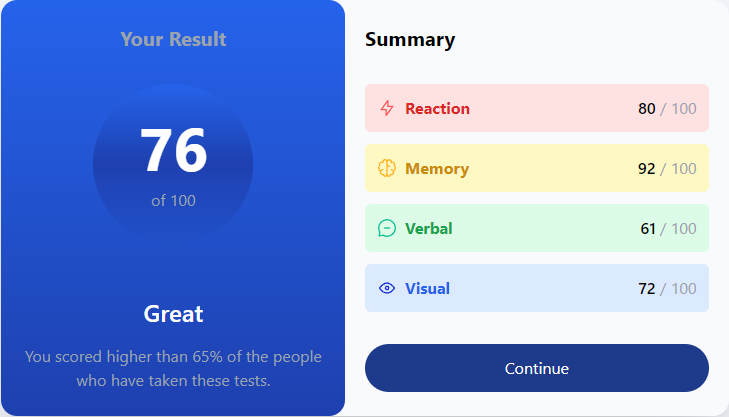 Your Result
76
of 100
Great
You scored higher than 65% of the people
who have taken these tests.
Summary
Reaction 80 / 100
Memory 92 / 100
Verbal 61 / 100
Visual 72 / 100
Continue